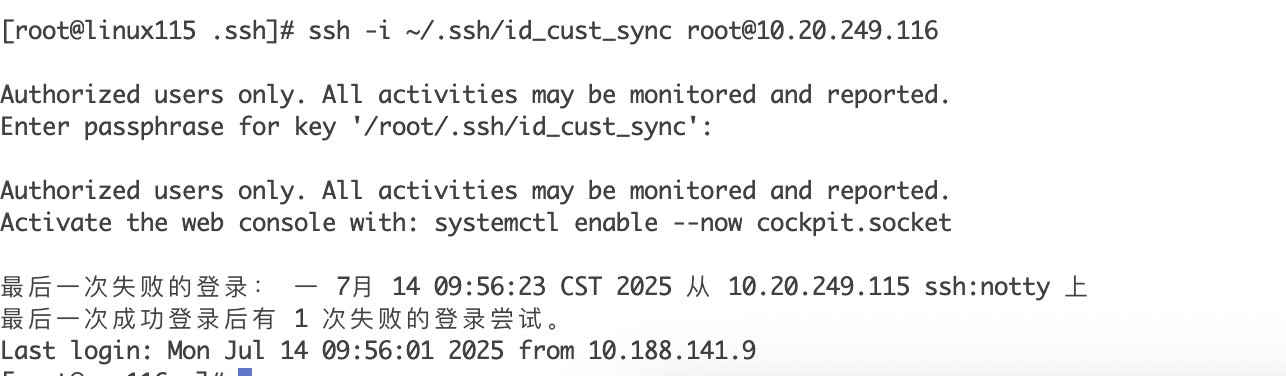 [root@linux115 .ssh]# ssh -i ~/.ssh/id_cust_sync root@10.20.249.116
Authorized users only. All activities may be monitored and reported.
Enter passphrase for key '/root/.ssh/id_cust_sync':
Authorized users only. All activities may be monitored and reported.
Activate the web console with: systemctl enable --now cockpit.socket
最后一次失败的登录： 一 7月 14 09:56:23 CST 2025 从 10.20.249.115 ssh:notty 上
最后一次成功登录后有 1 次失败的登录尝试。
Last login: Mon Jul 14 09:56:01 2025 from 10.188.141.9